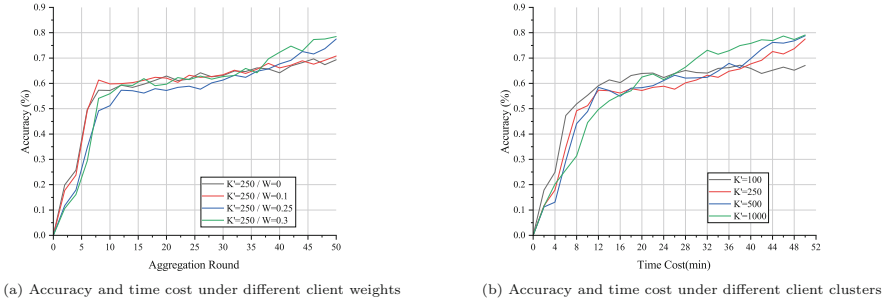 0.9
0.8
0.7
0.6
0.5
0.4
0.3
0.2
0.1
0.0
Accuracy (%)
0 10 20 30 40 50
Aggregation Round
K'=250 / W=0
K'=250 / W=0.1
K'=250 / W=0.25
K'=250 / W=0.3
(a) Accuracy and time cost under different client weights
0.9
0.8
0.7
0.6
0.5
0.4
0.3
0.2
0.1
0.0
Accuracy (%)
0 4 8 12 16 20 24 28 32 36 40 44 48 52
Time Cost(min)
K'=100
K'=250
K'=500
K'=1000
(b) Accuracy and time cost under different client clusters